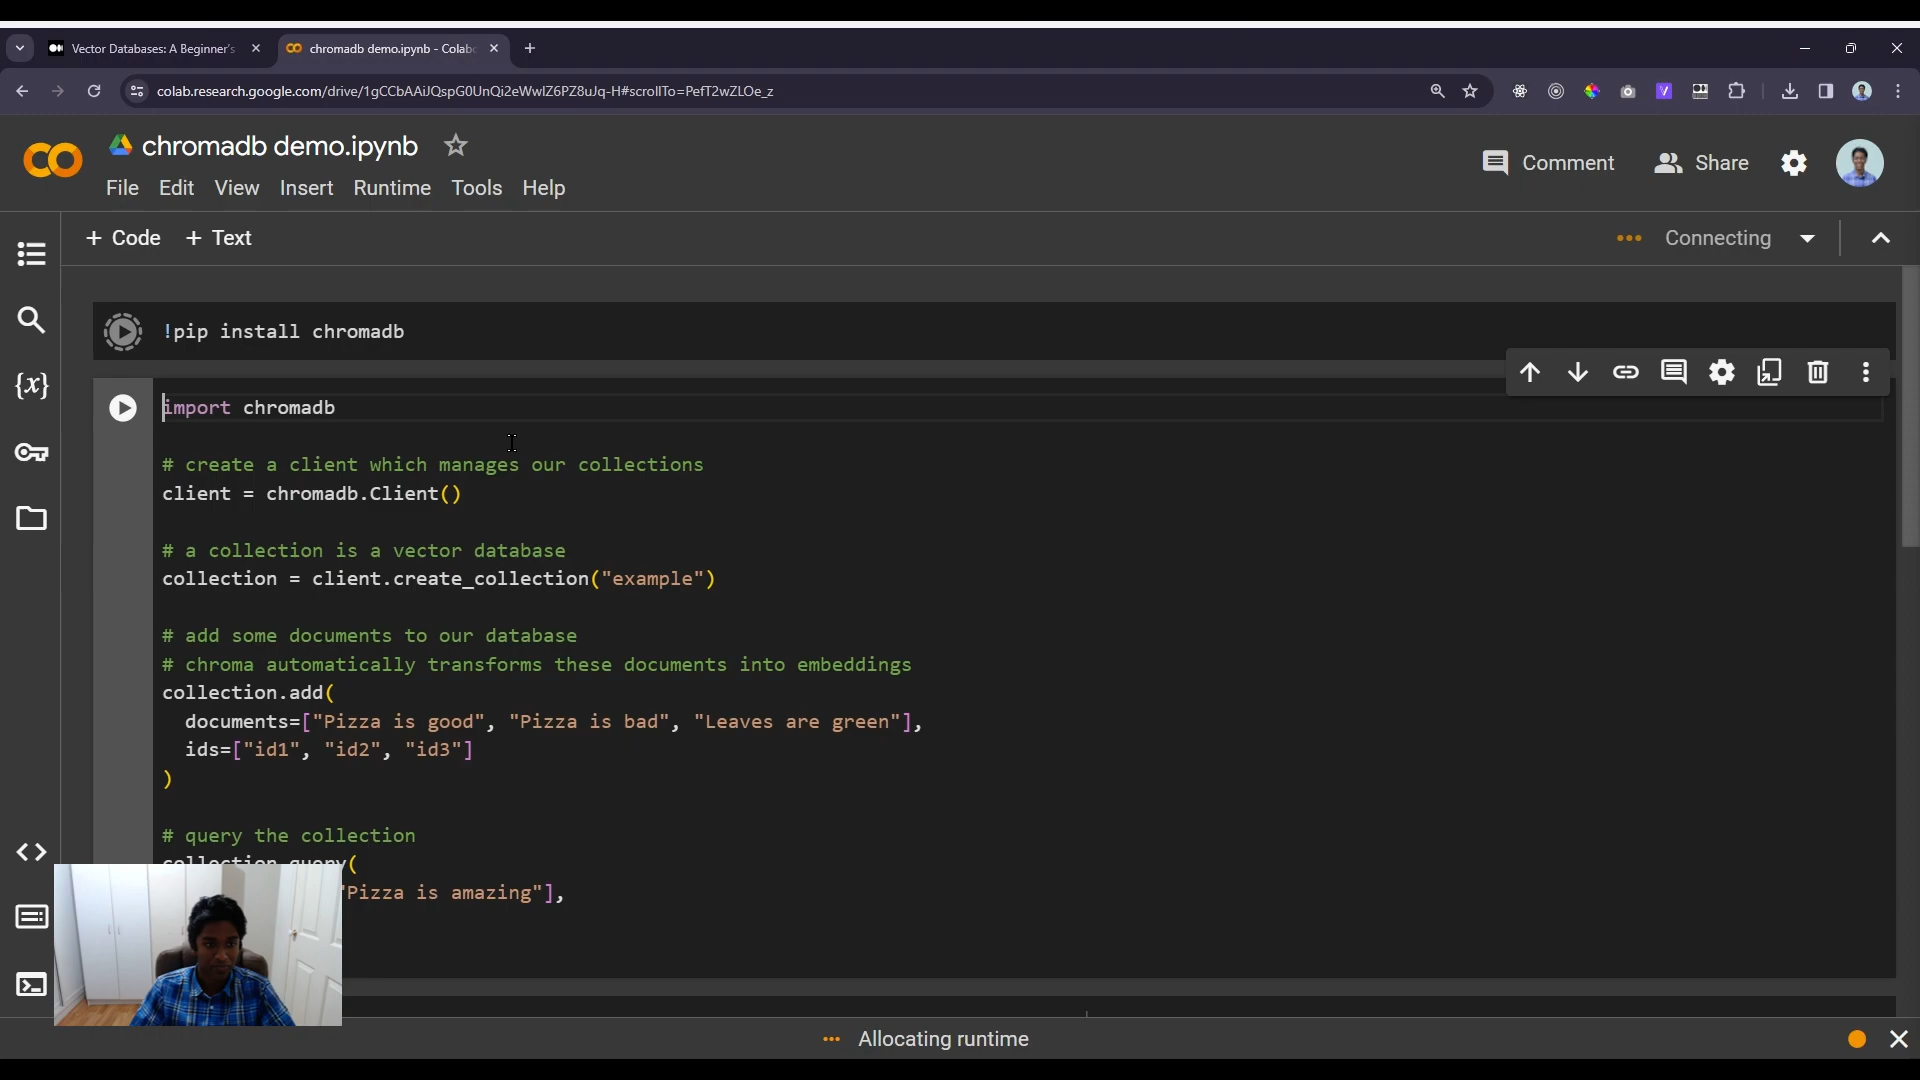 Vector Databases: A Beginner's
chromadb demo.ipynb - Colab
colab.research.google.com/drive/1gCCbAAiJQspG0UnQi2eWwIZ6PZ8uJq-H#scrollTo=PefT2wZLOe_z
chromadb demo.ipynb
File Edit View Insert Runtime Tools Help
Comment
Share
+ Code + Text
Connecting
!pip install chromadb
import chromadb
# create a client which manages our collections
client = chromadb.Client()
# a collection is a vector database
collection = client.create_collection("example")
# add some documents to our database
# chroma automatically transforms these documents into embeddings
collection.add(
documents=["Pizza is good", "Pizza is bad", "Leaves are green"],
ids=["id1", "id2", "id3"]
)
# query the collection
collection.query(
"Pizza is amazing"],
Allocating runtime